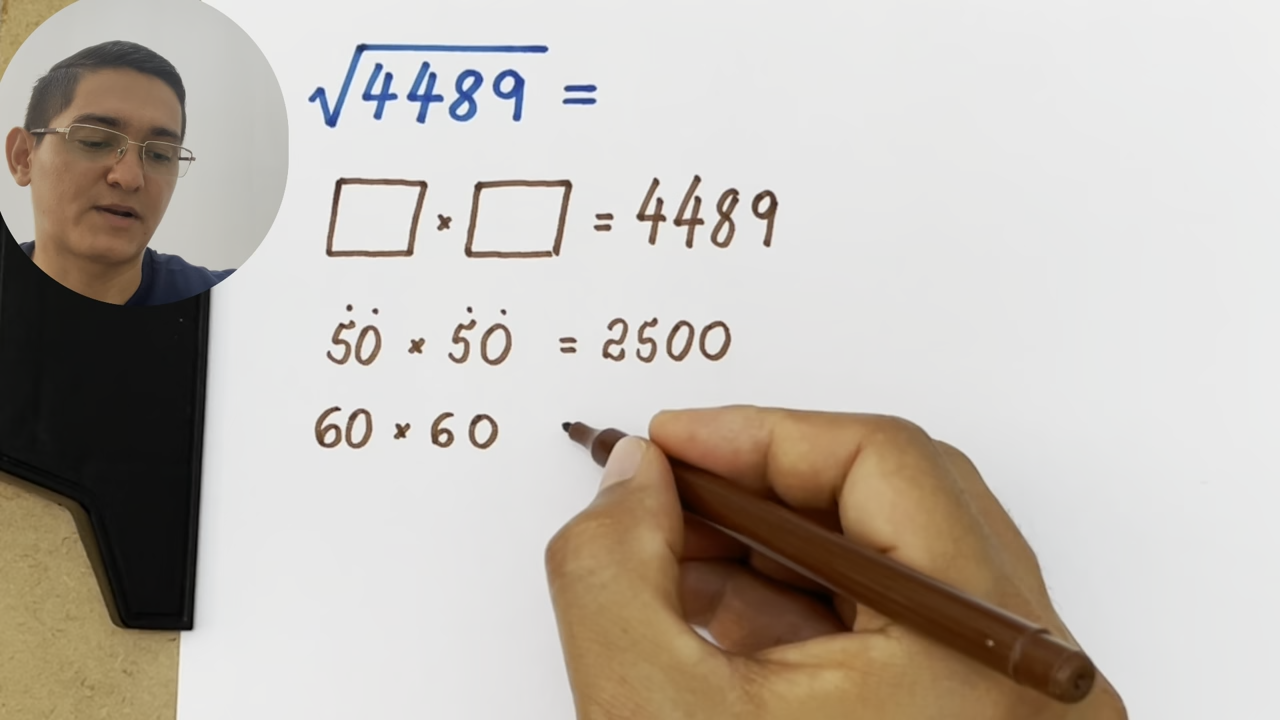 √4489 =
□ × □ = 4489
50 × 50 = 2500
60 × 60